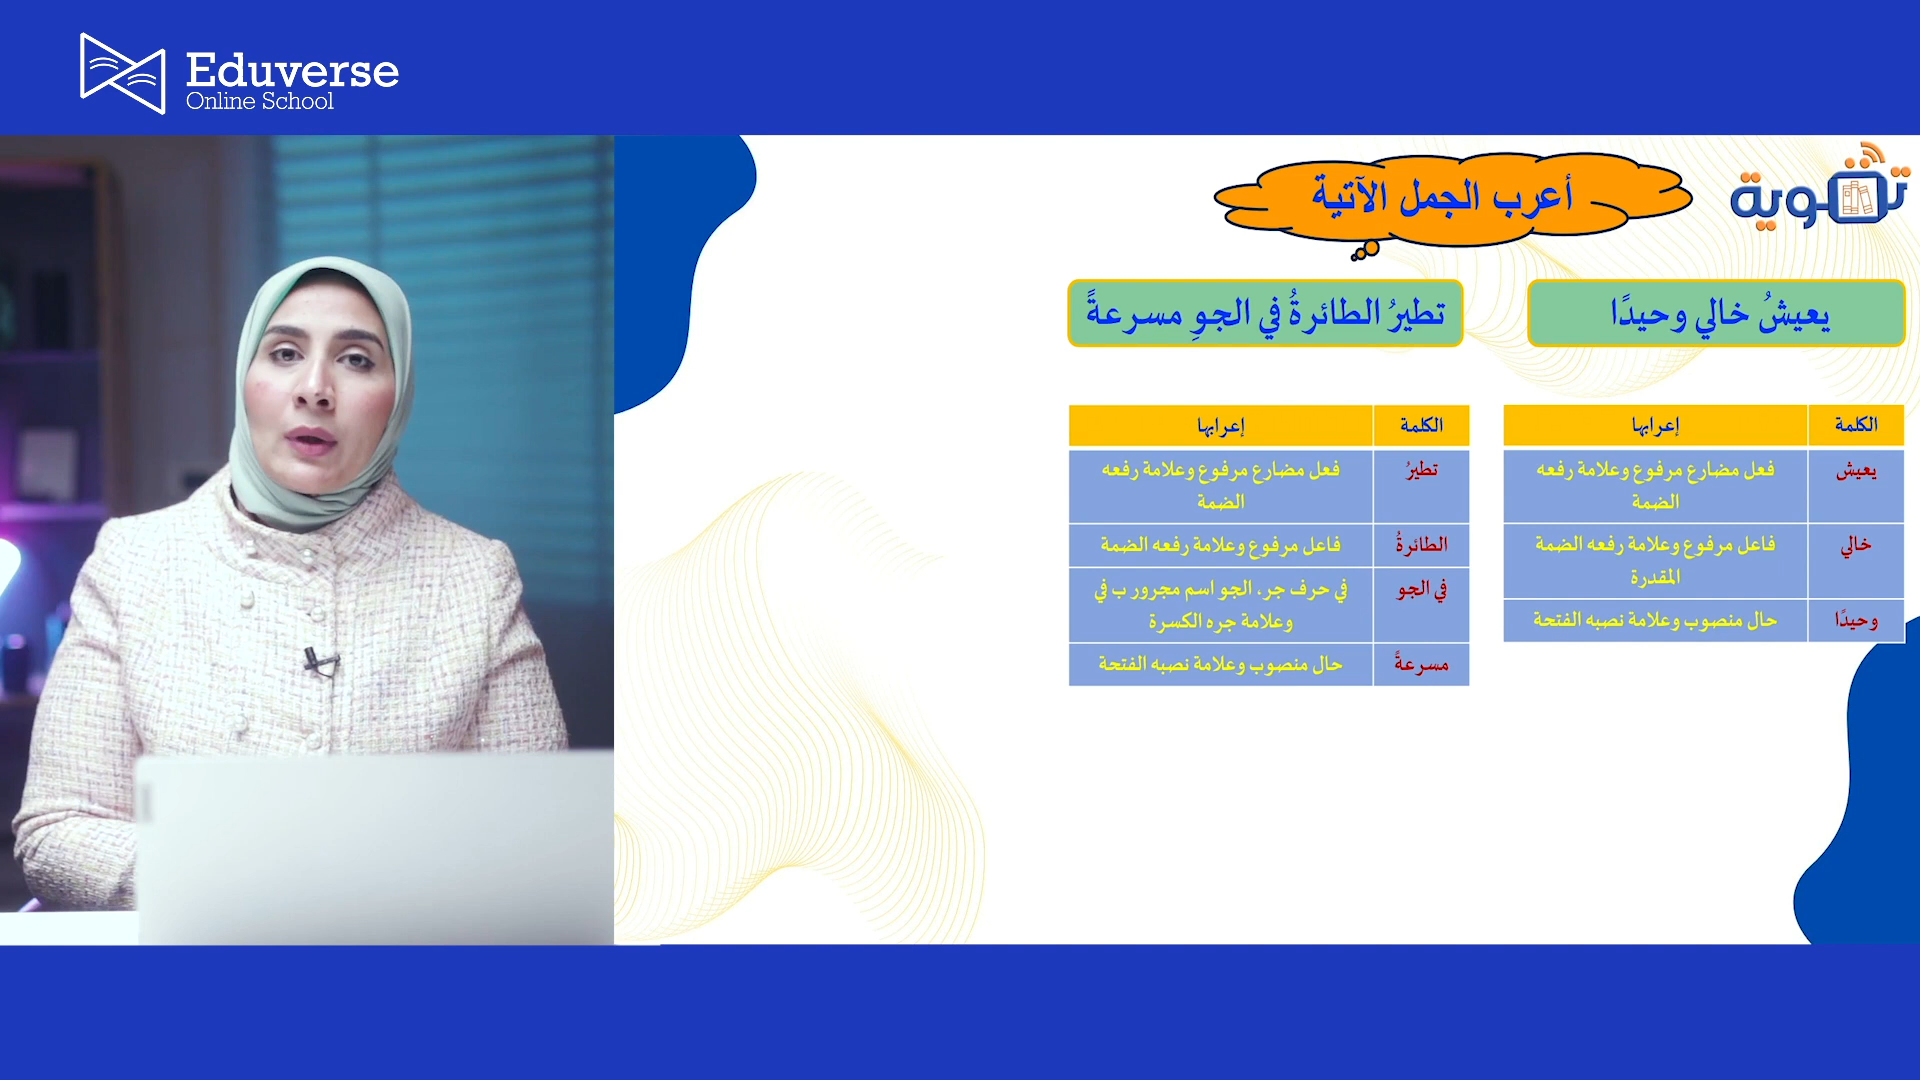 Eduverse
Online School
تقوية
أعرب الجمل الآتية
يعيشُ خالي وحيدًا
الكلمة إعرابها
يعيش فعل مضارع مرفوع وعلامة رفعه
الضمة
خالي فاعل مرفوع وعلامة رفعه الضمة
المقدرة
وحيدًا حال منصوب وعلامة نصبه الفتحة
تطيرُ الطائرةُ في الجوِ مسرعةً
الكلمة إعرابها
تطيرُ فعل مضارع مرفوع وعلامة رفعه
الضمة
الطائرةُ فاعل مرفوع وعلامة رفعه الضمة
في الجو في حرف جر، الجو اسم مجرور ب في
وعلامة جره الكسرة
مسرعةً حال منصوب وعلامة نصبه الفتحة